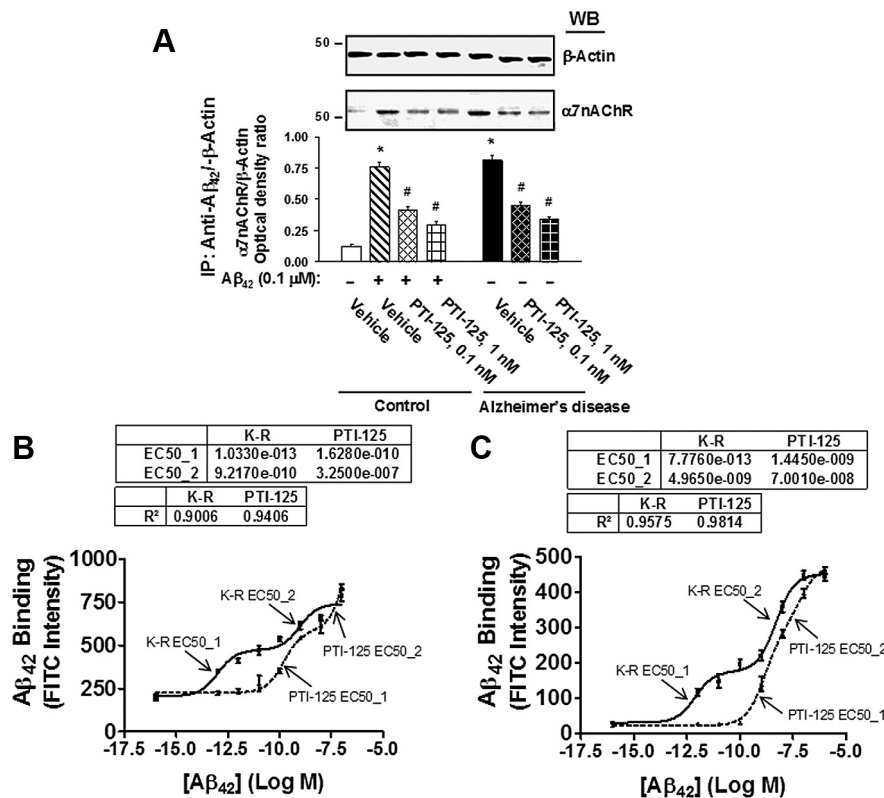 A
WB
50
β-Actin
50
α7nAChR
IP: Anti-Aβ42/-β-Actin
α7nAChR/β-Actin
Optical density ratio
1.00
0.75
0.50
0.25
0.00
*
#
#
*
#
#
Aβ42 (0.1 μM): − + + + − − −
Vehicle
Vehicle
PTI-125, 0.1 nM
PTI-125, 1 nM
Vehicle
PTI-125, 0.1 nM
PTI-125, 1 nM
Control
Alzheimer's disease
B
K-R PTI-125
EC50_1 1.0330e-013 1.6280e-010
EC50_2 9.2170e-010 3.2500e-007
K-R PTI-125
R² 0.9006 0.9406
Aβ42 Binding
(FITC Intensity)
1000
750
500
250
0
K-R EC50_2
K-R EC50_1
PTI-125 EC50_2
PTI-125 EC50_1
-17.5 -15.0 -12.5 -10.0 -7.5 -5.0
[Aβ42] (Log M)
C
K-R PTI-125
EC50_1 7.7760e-013 1.4450e-009
EC50_2 4.9650e-009 7.0010e-008
K-R PTI-125
R² 0.9575 0.9814
Aβ42 Binding
(FITC Intensity)
500
400
300
200
100
0
K-R EC50_2
K-R EC50_1
PTI-125 EC50_2
PTI-125 EC50_1
-17.5 -15.0 -12.5 -10.0 -7.5 -5.0
[Aβ42] (Log M)